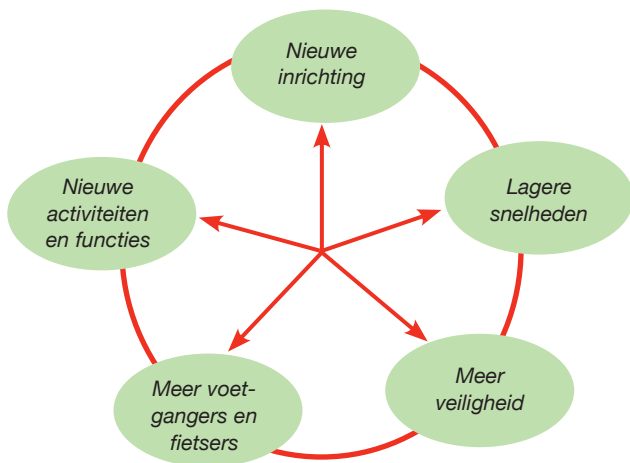 Nieuwe
inrichting
Lagere
snelheden
Meer
veiligheid
Meer voet-
gangers en
fietsers
Nieuwe
activiteiten
en functies